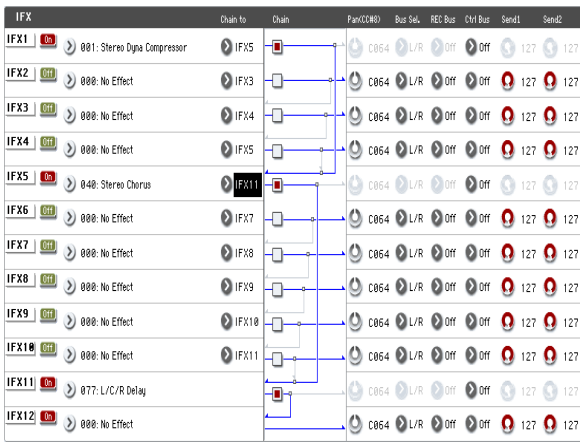 IFX Chain to Chain Pan(CC#8) Bus Sel. REC Bus Ctrl Bus Send1 Send2
IFX1 On 001: Stereo Dyna Compressor IFX5 C064 L/R Off Off 127 127
IFX2 Off 000: No Effect IFX3 C064 L/R Off Off 127 127
IFX3 Off 000: No Effect IFX4 C064 L/R Off Off 127 127
IFX4 Off 000: No Effect IFX5 C064 L/R Off Off 127 127
IFX5 On 040: Stereo Chorus IFX11 C064 L/R Off Off 127 127
IFX6 Off 000: No Effect IFX7 C064 L/R Off Off 127 127
IFX7 Off 000: No Effect IFX8 C064 L/R Off Off 127 127
IFX8 Off 000: No Effect IFX9 C064 L/R Off Off 127 127
IFX9 Off 000: No Effect IFX10 C064 L/R Off Off 127 127
IFX10 Off 000: No Effect IFX11 C064 L/R Off Off 127 127
IFX11 On 077: L/C/R Delay C064 L/R Off Off 127 127
IFX12 On 000: No Effect C064 L/R Off Off 127 127